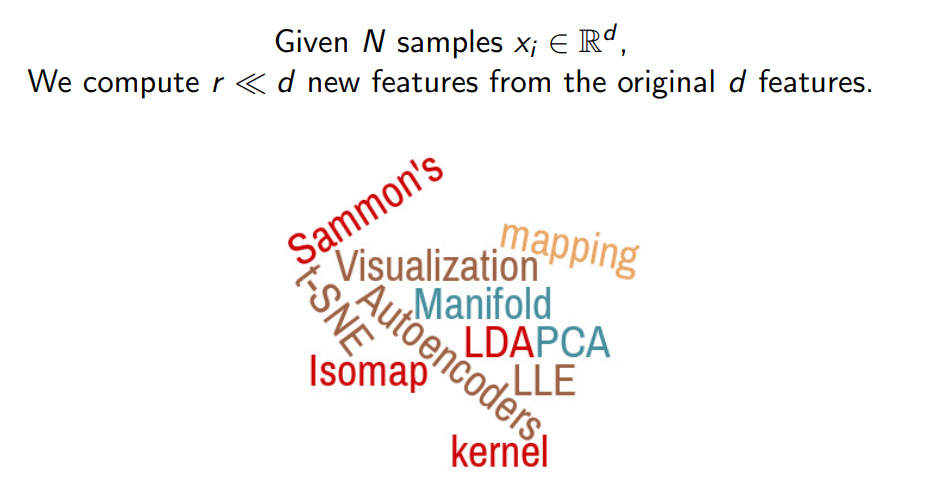 Given N samples xᵢ ∈ ℝᵈ,
We compute r ≪ d new features from the original d features.
Sammon's
mapping
Visualization
t-SNE
Autoencoders
Manifold
LDA
PCA
Isomap
LLE
kernel